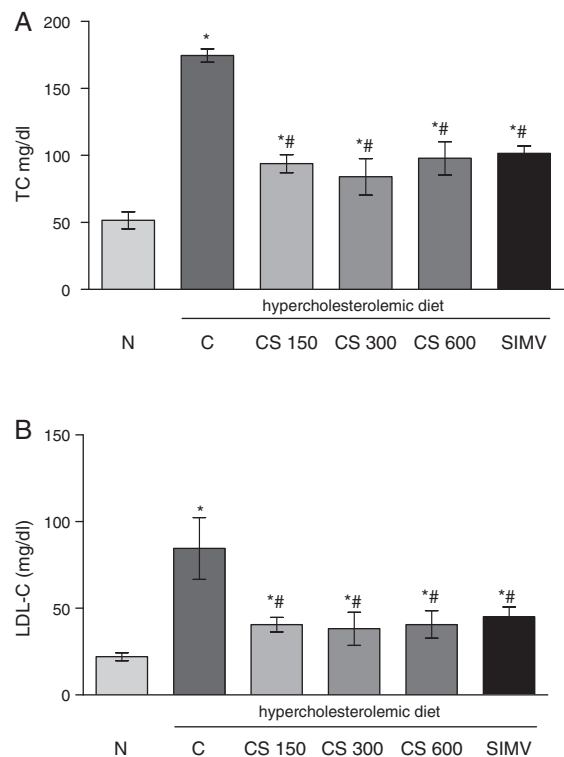 A
200
150
100
50
0
TC mg/dl
*
*#
*#
*#
*#
hypercholesterolemic diet
N C CS 150 CS 300 CS 600 SIMV
B
150
100
50
0
LDL-C (mg/dl)
*
*#
*#
*#
*#
hypercholesterolemic diet
N C CS 150 CS 300 CS 600 SIMV